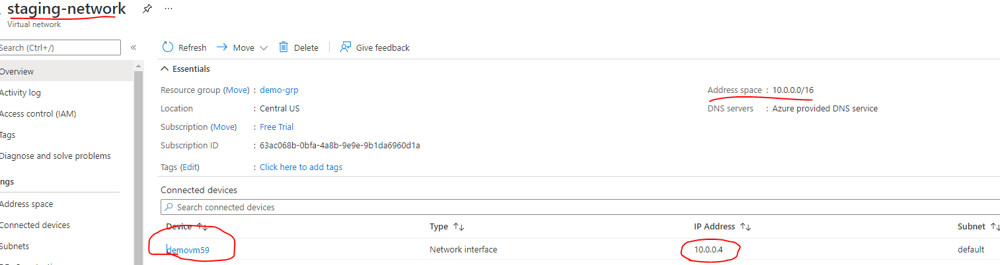 staging-network
Virtual network
Search (Ctrl+/)
Refresh Move Delete Give feedback
Overview
Activity log
Access control (IAM)
Tags
Diagnose and solve problems
ngs
Address space
Connected devices
Subnets
Essentials
Resource group (Move) : demo-grp
Location : Central US
Subscription (Move) : Free Trial
Subscription ID : 63ac068b-0bfa-4a8b-9e9e-9b1da6960d1a
Tags (Edit) : Click here to add tags
Address space : 10.0.0.0/16
DNS servers : Azure provided DNS service
Connected devices
Search connected devices
Device Type IP Address Subnet
demovm59 Network interface 10.0.0.4 default